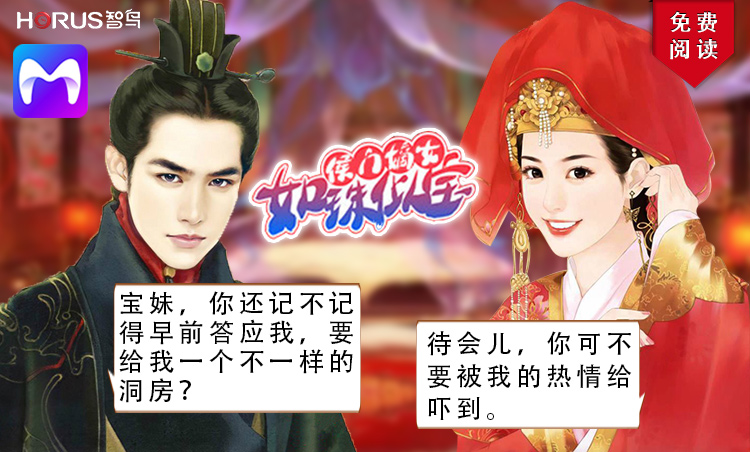 HORUS智鸟
免费
阅读
侯门嫡女
如珠似宝
宝妹，你还记不记
得早前答应我，要
给我一个不一样的
洞房？
待会儿，你可不
要被我的热情给
吓到。